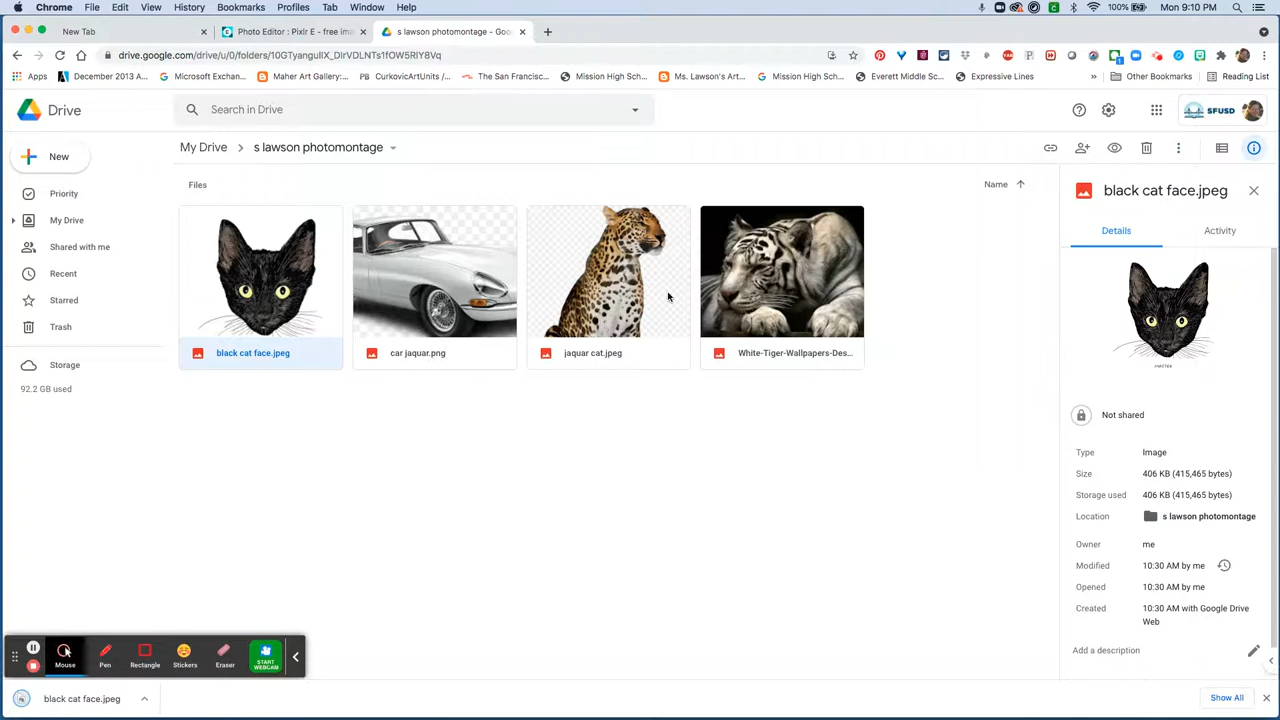 Chrome File Edit View History Bookmarks Profiles Tab Window Help 100% Mon 9:10 PM
New Tab Photo Editor : Pixlr E - free ima s lawson photomontage - Goo
drive.google.com/drive/u/0/folders/
Apps December 2013 A... Microsoft Exchan... Maher Art Gallery:... CurkovicArtUnits /... The San Francisc... Mission High Sch... Ms. Lawson's Art... Mission High Sch... Everett Middle Sc... Expressive Lines » Other Bookmarks Reading List
Drive Search in Drive SFUSD
New My Drive > s lawson photomontage
Priority
My Drive
Shared with me
Recent
Starred
Trash
Storage
92.2 GB used
Files Name
black cat face.jpeg car jaquar.png jaquar cat.jpeg White-Tiger-Wallpapers-Des...
black cat face.jpeg
Details Activity
Not shared
Type Image
Size 406 KB (415,465 bytes)
Storage used 406 KB (415,465 bytes)
Location s lawson photomontage
Owner me
Modified 10:30 AM by me
Opened 10:30 AM by me
Created 10:30 AM with Google Drive
Web
Add a description
Mouse Pen Rectangle Stickers Eraser START
WEBCAM
black cat face.jpeg Show All